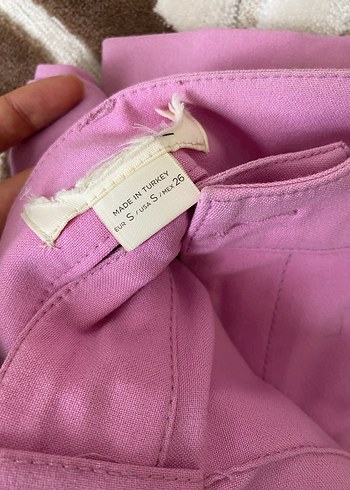 MADE IN TURKEY
EUR S / USA S / MEX 26